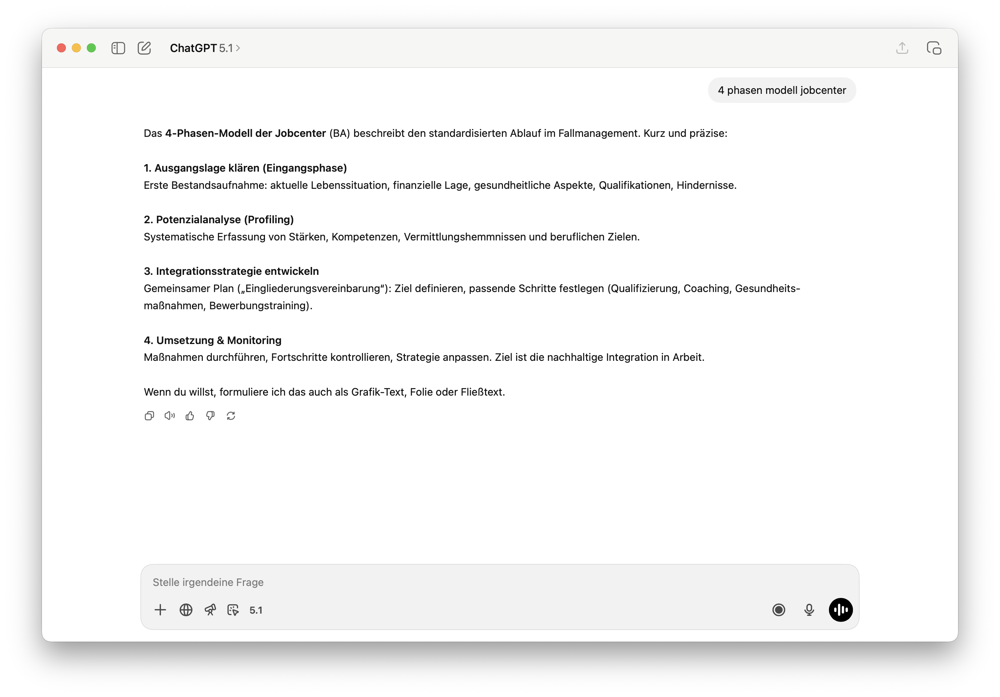 ChatGPT 5.1
4 phasen modell jobcenter
Das 4-Phasen-Modell der Jobcenter (BA) beschreibt den standardisierten Ablauf im Fallmanagement. Kurz und präzise:
1. Ausgangslage klären (Eingangsphase)
Erste Bestandsaufnahme: aktuelle Lebenssituation, finanzielle Lage, gesundheitliche Aspekte, Qualifikationen, Hindernisse.
2. Potenzialanalyse (Profiling)
Systematische Erfassung von Stärken, Kompetenzen, Vermittlungshemmnissen und beruflichen Zielen.
3. Integrationsstrategie entwickeln
Gemeinsamer Plan („Eingliederungsvereinbarung“): Ziel definieren, passende Schritte festlegen (Qualifizierung, Coaching, Gesundheits-
maßnahmen, Bewerbungstraining).
4. Umsetzung & Monitoring
Maßnahmen durchführen, Fortschritte kontrollieren, Strategie anpassen. Ziel ist die nachhaltige Integration in Arbeit.
Wenn du willst, formuliere ich das auch als Grafik-Text, Folie oder Fließtext.
Stelle irgendeine Frage
5.1